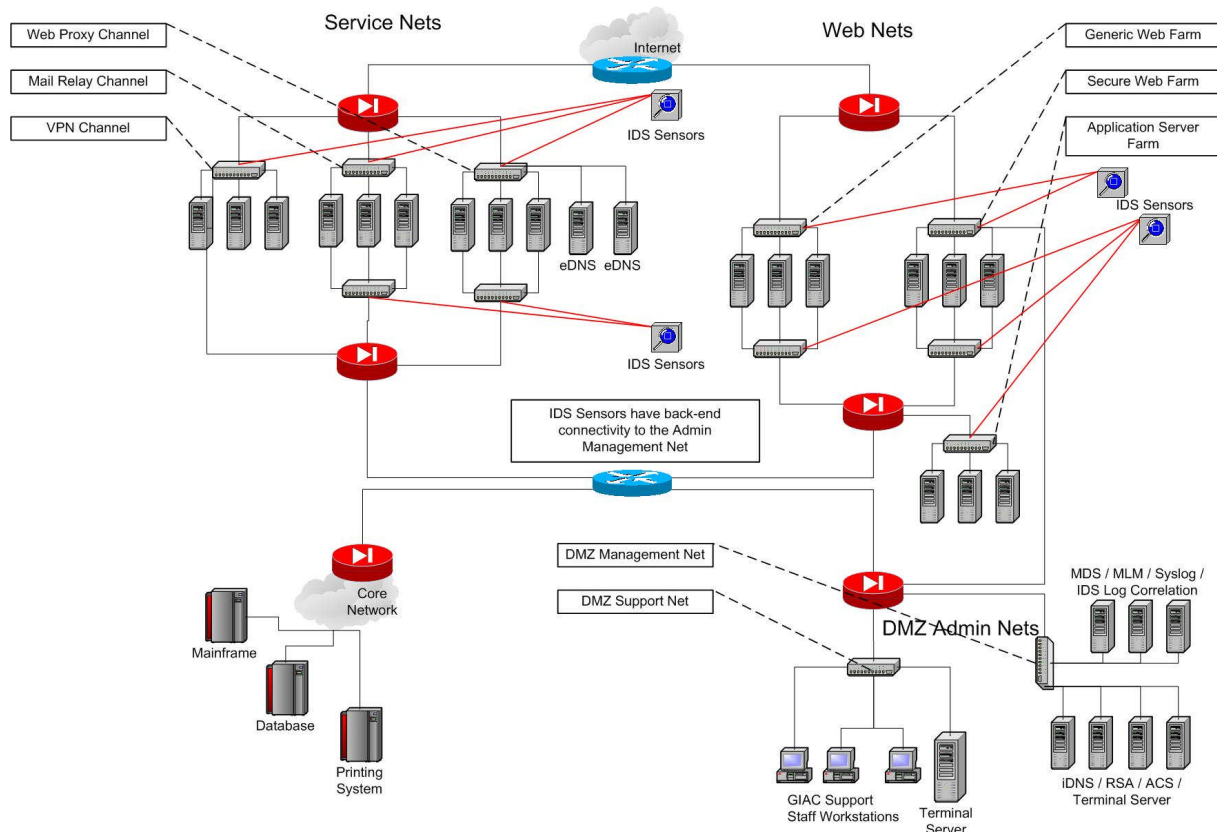 Service Nets
Web Nets
Web Proxy Channel
Mail Relay Channel
VPN Channel
Internet
Generic Web Farm
Secure Web Farm
Application Server
Farm
IDS Sensors
IDS Sensors
eDNS
eDNS
IDS Sensors
IDS Sensors have back-end
connectivity to the Admin
Management Net
DMZ Management Net
DMZ Support Net
Core
Network
Mainframe
Database
Printing
System
MDS / MLM / Syslog /
IDS Log Correlation
DMZ Admin Nets
GIAC Support
Staff Workstations
Terminal
Server
iDNS / RSA / ACS /
Terminal Server